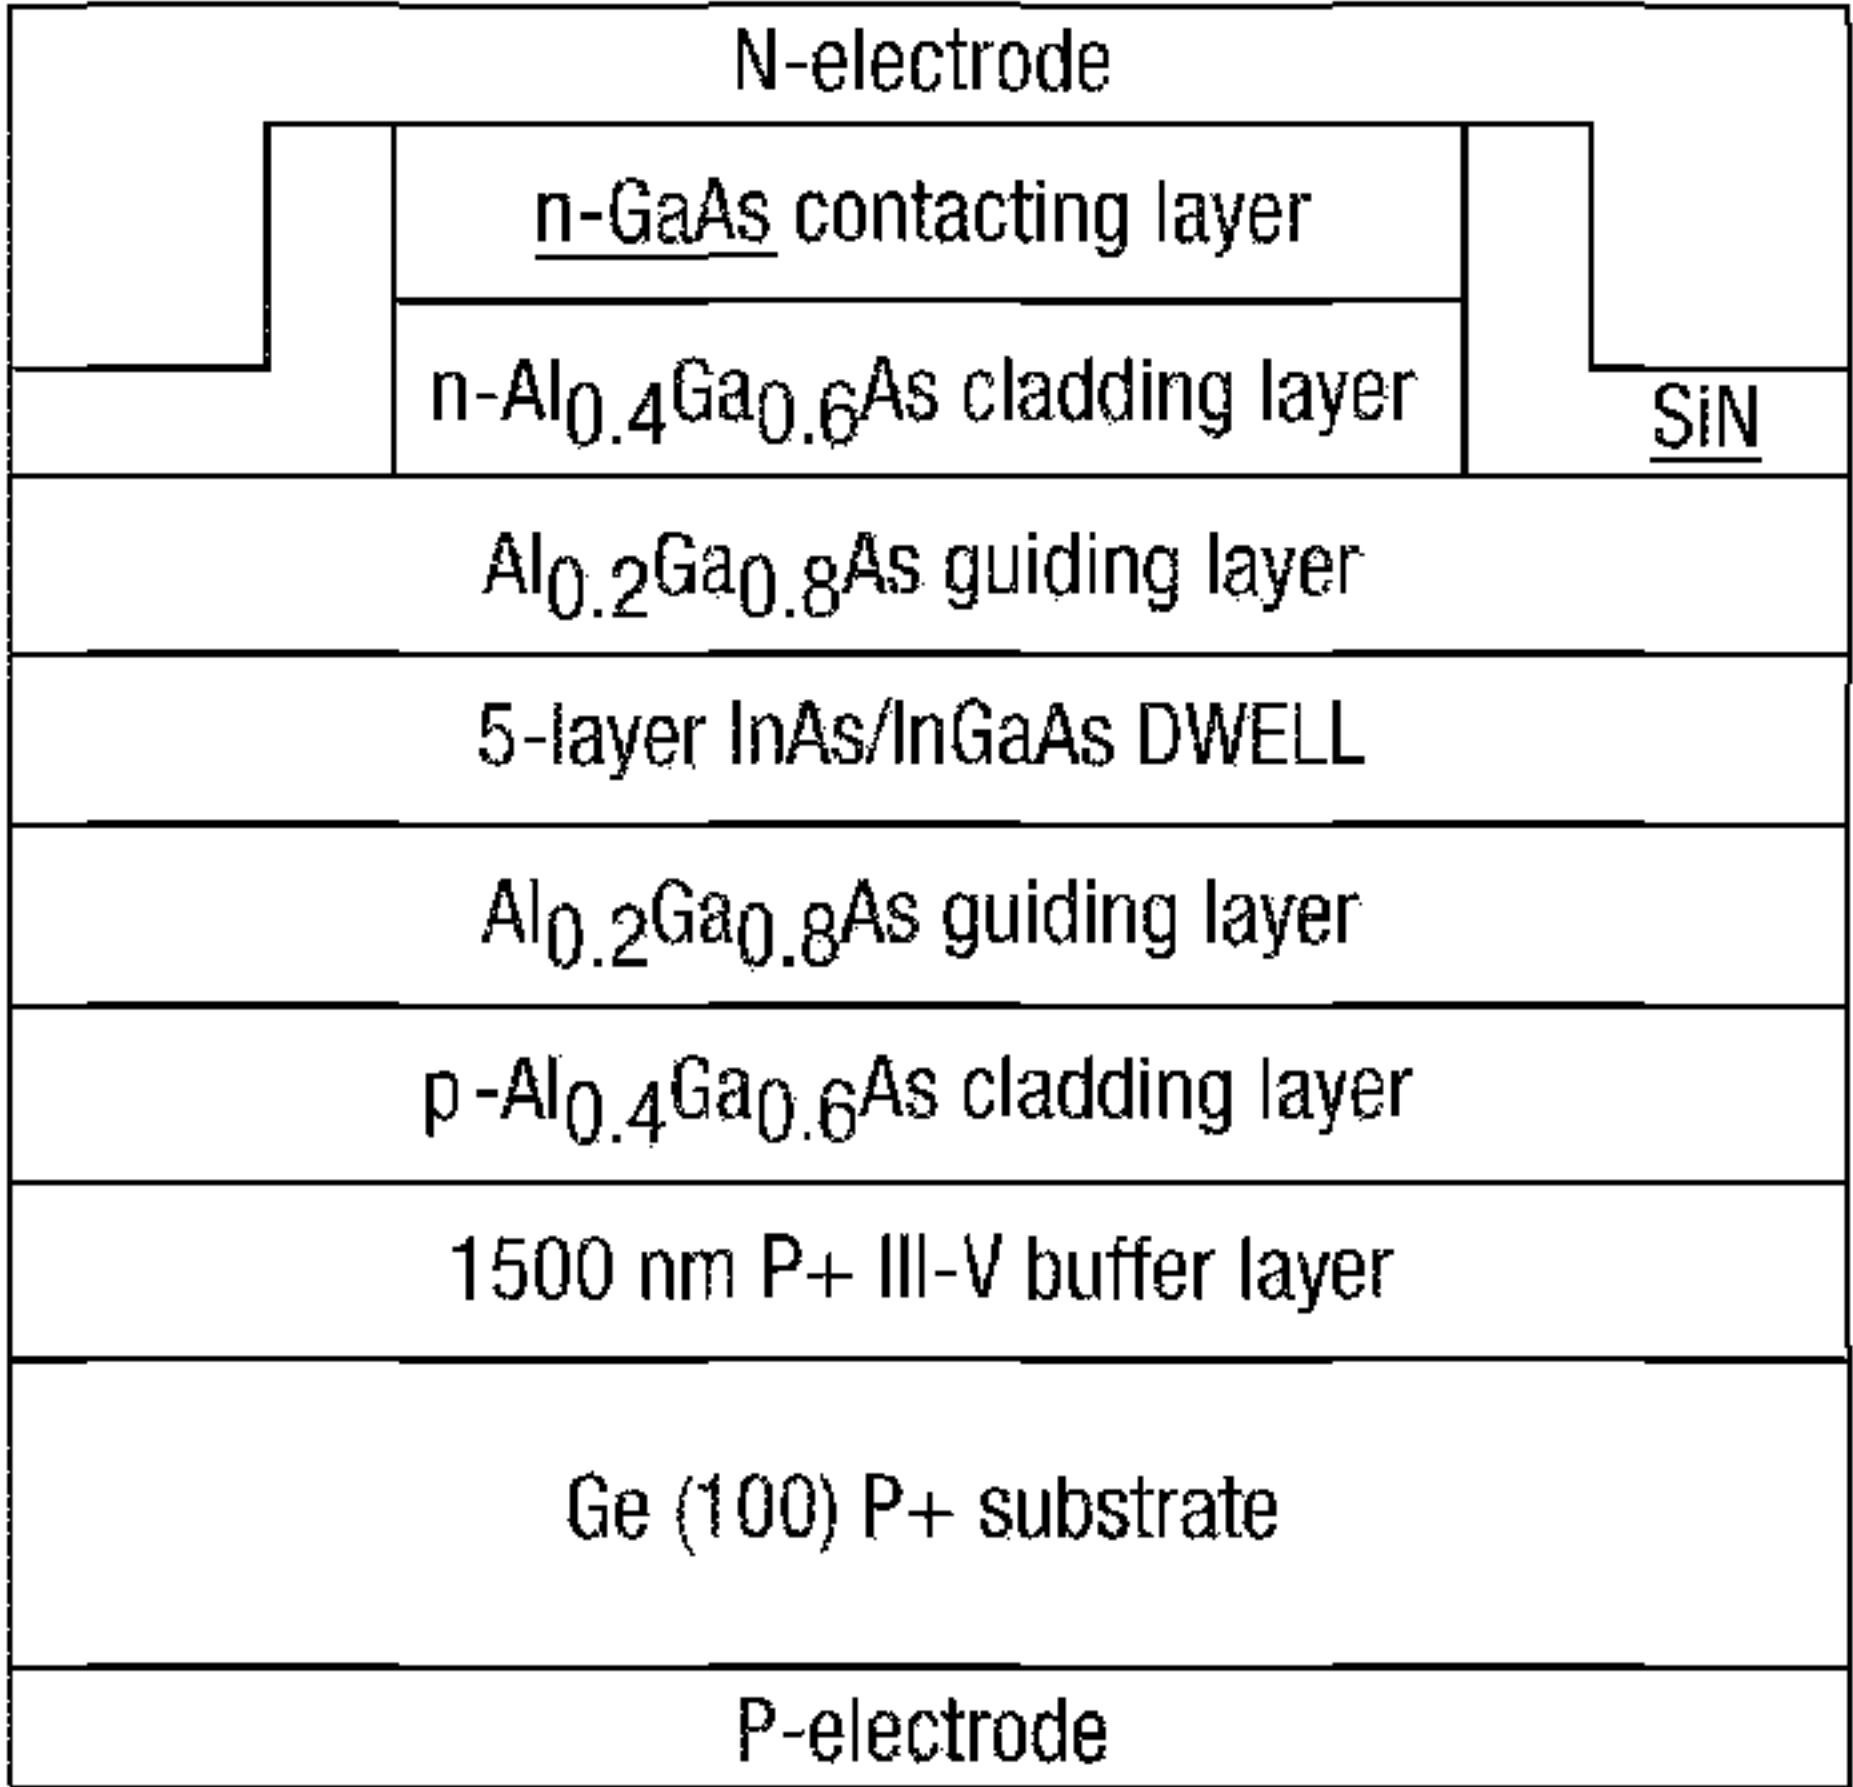 N-electrode
n-GaAs contacting layer
n-Al0.4Ga0.6As cladding layer
SiN
Al0.2Ga0.8As guiding layer
5-layer InAs/InGaAs DWELL
Al0.2Ga0.8As guiding layer
p-Al0.4Ga0.6As cladding layer
1500 nm P+ III-V buffer layer
Ge (100) P+ substrate
P-electrode